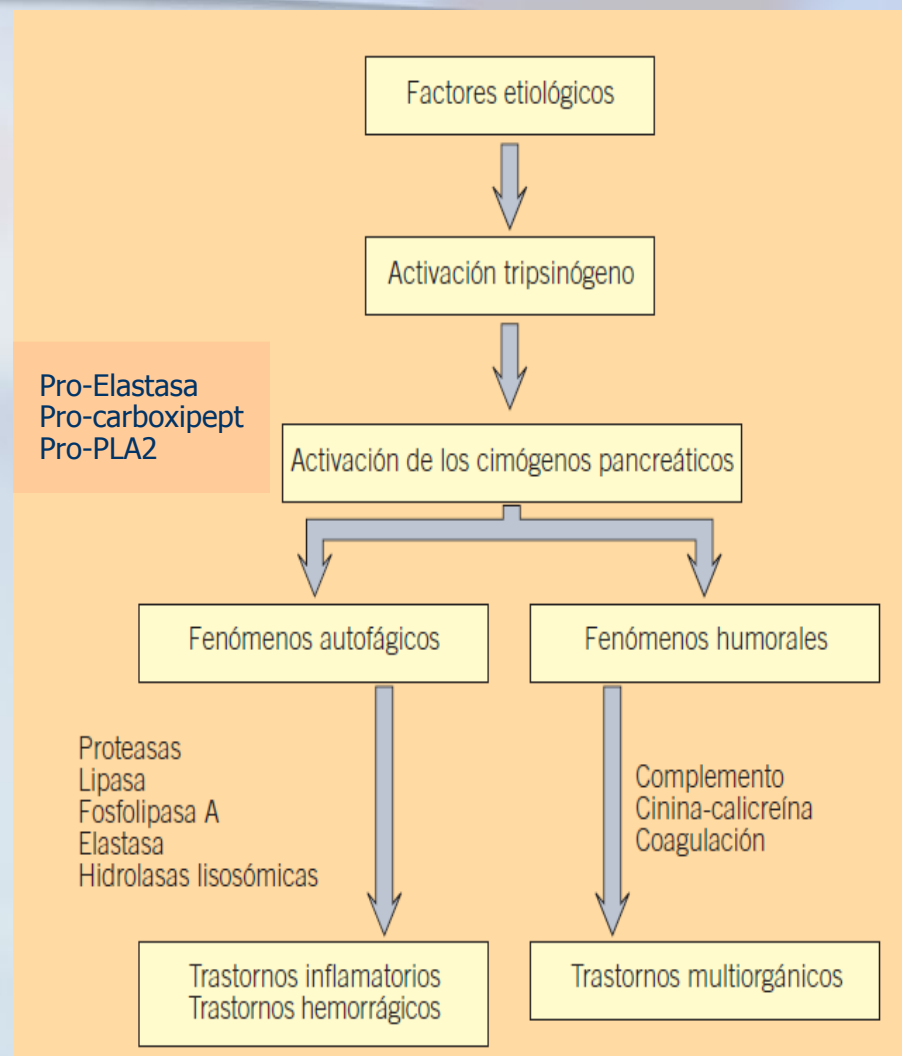 Factores etiológicos
Activación tripsinógeno
Pro-Elastasa
Pro-carboxipept
Pro-PLA2
Activación de los cimógenos pancreáticos
Fenómenos autofágicos
Fenómenos humorales
Proteasas
Lipasa
Fosfolipasa A
Elastasa
Hidrolasas lisosómicas
Complemento
Cinina-calicreína
Coagulación
Trastornos inflamatorios
Trastornos hemorrágicos
Trastornos multiorgánicos